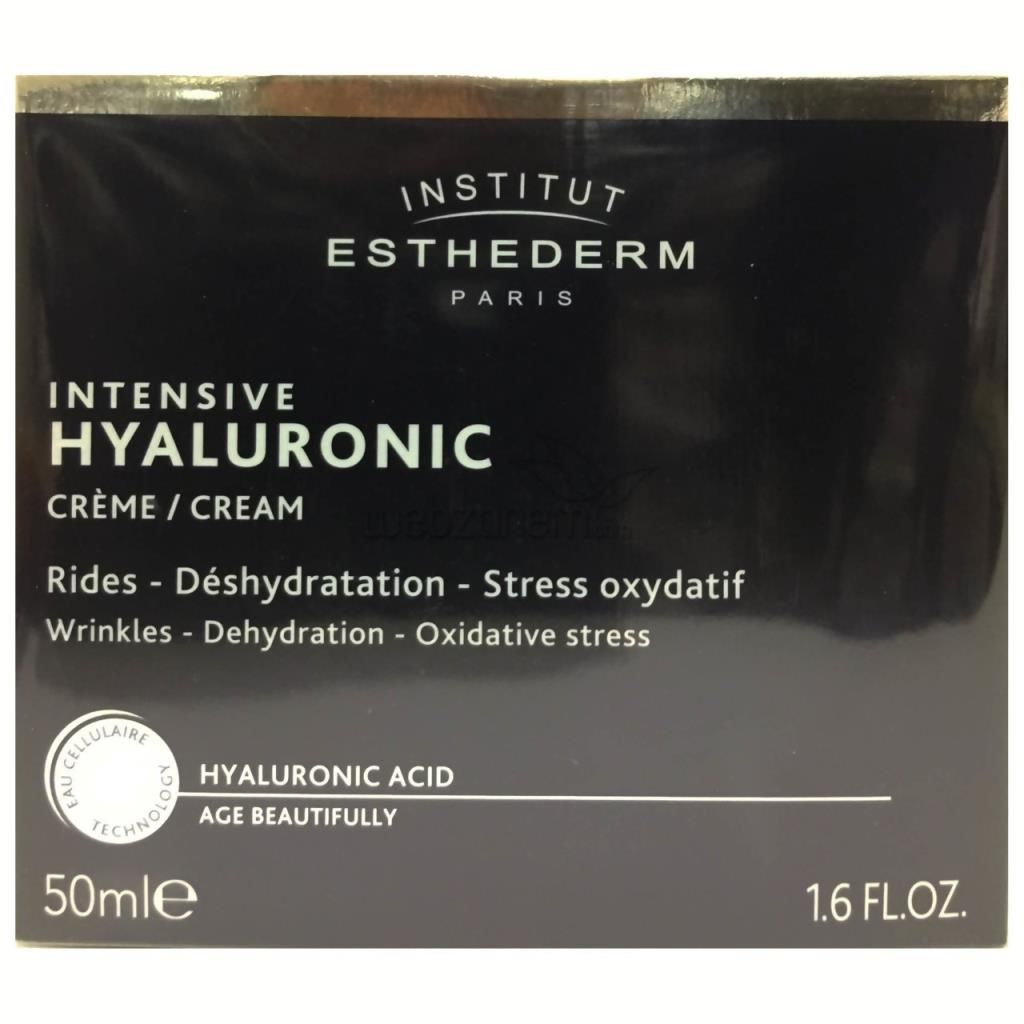 INSTITUT
ESTHEDERM
PARIS
INTENSIVE
HYALURONIC
CRÈME / CREAM
Rides - Déshydratation - Stress oxydatif
Wrinkles - Dehydration - Oxidative stress
EAU CELLULAIRE
TECHNOLOGY
HYALURONIC ACID
AGE BEAUTIFULLY
50ml℮
1.6 FL.OZ.